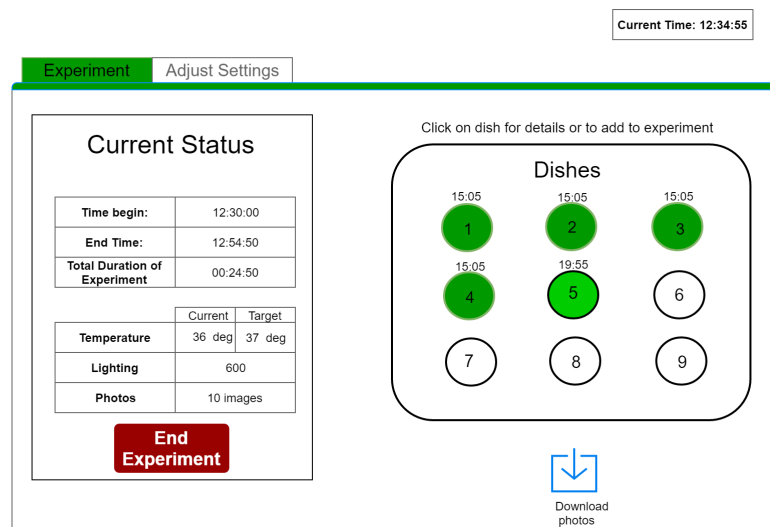 Current Time: 12:34:55
Experiment
Adjust Settings
Current Status
Time begin: 12:30:00
End Time: 12:54:50
Total Duration of
Experiment
00:24:50
Current Target
Temperature 36 deg 37 deg
Lighting 600
Photos 10 images
End
Experiment
Click on dish for details or to add to experiment
Dishes
15:05 15:05 15:05
1 2 3
15:05 19:55
4 5 6
7 8 9
Download
photos